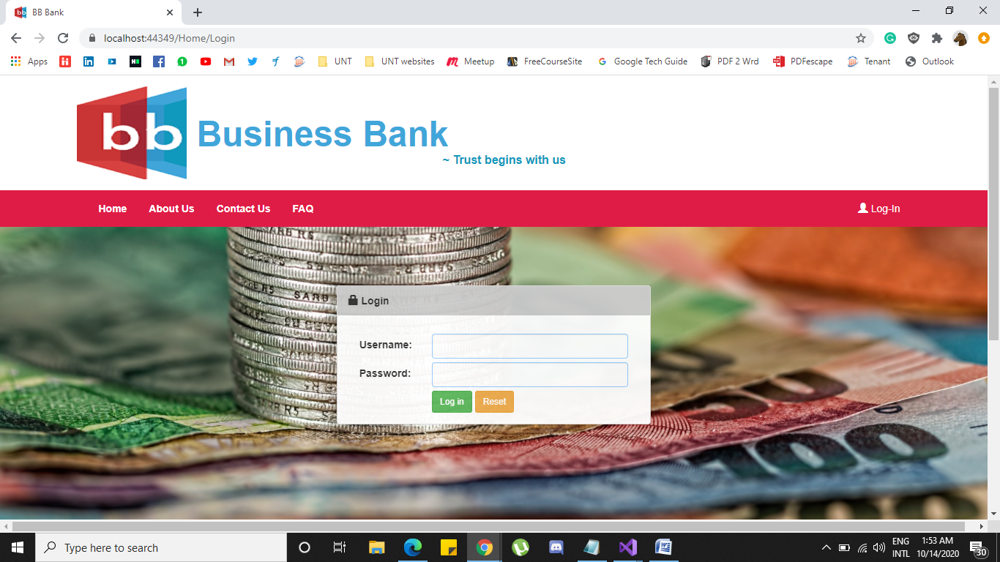 BB Bank
localhost:44349/Home/Login
Apps UNT UNT websites Meetup FreeCourseSite Google Tech Guide PDF 2 Wrd PDFescape Tenant Outlook
bb Business Bank
~ Trust begins with us
Home About Us Contact Us FAQ Log-In
Login
Username:
Password:
Log in Reset
100
Type here to search
ENG 1:53 AM
INTL 10/14/2020 30